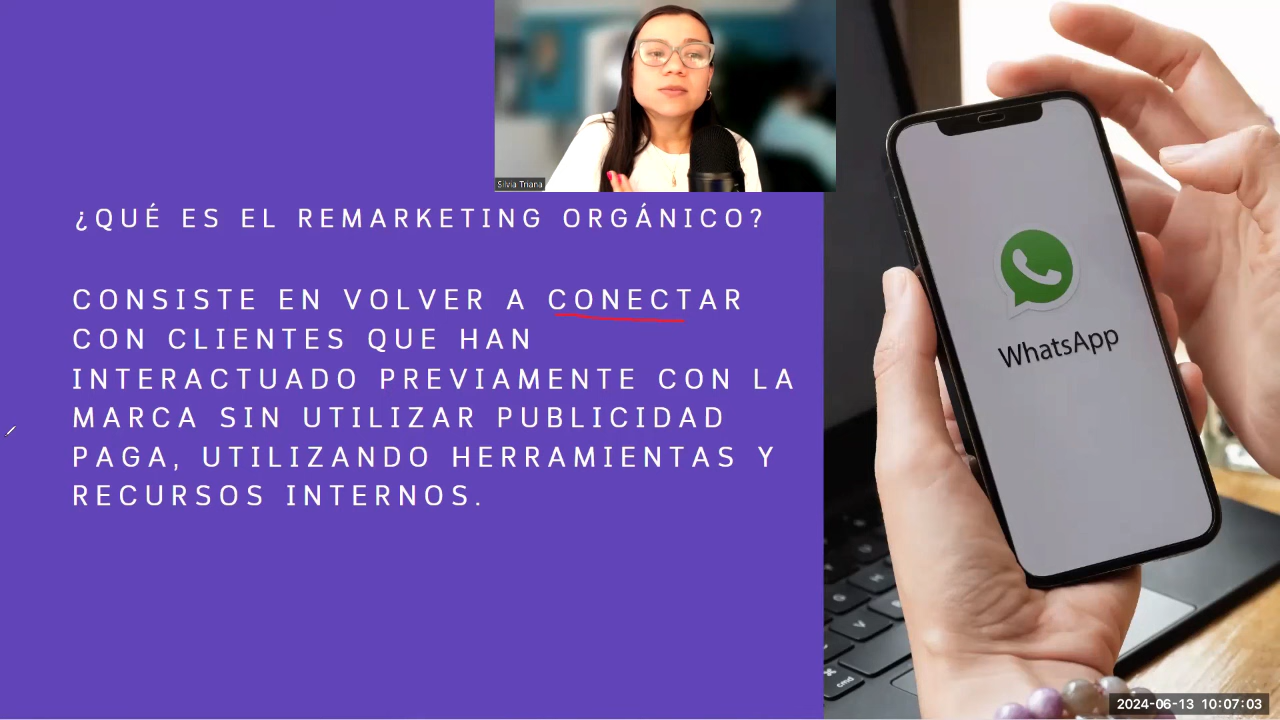 Silvia Triana
¿QUÉ ES EL REMARKETING ORGÁNICO?
CONSISTE EN VOLVER A CONECTAR
CON CLIENTES QUE HAN
INTERACTUADO PREVIAMENTE CON LA
MARCA SIN UTILIZAR PUBLICIDAD
PAGA, UTILIZANDO HERRAMIENTAS Y
RECURSOS INTERNOS.
WhatsApp
cmd
X
V
2024-06-13 10:07:03